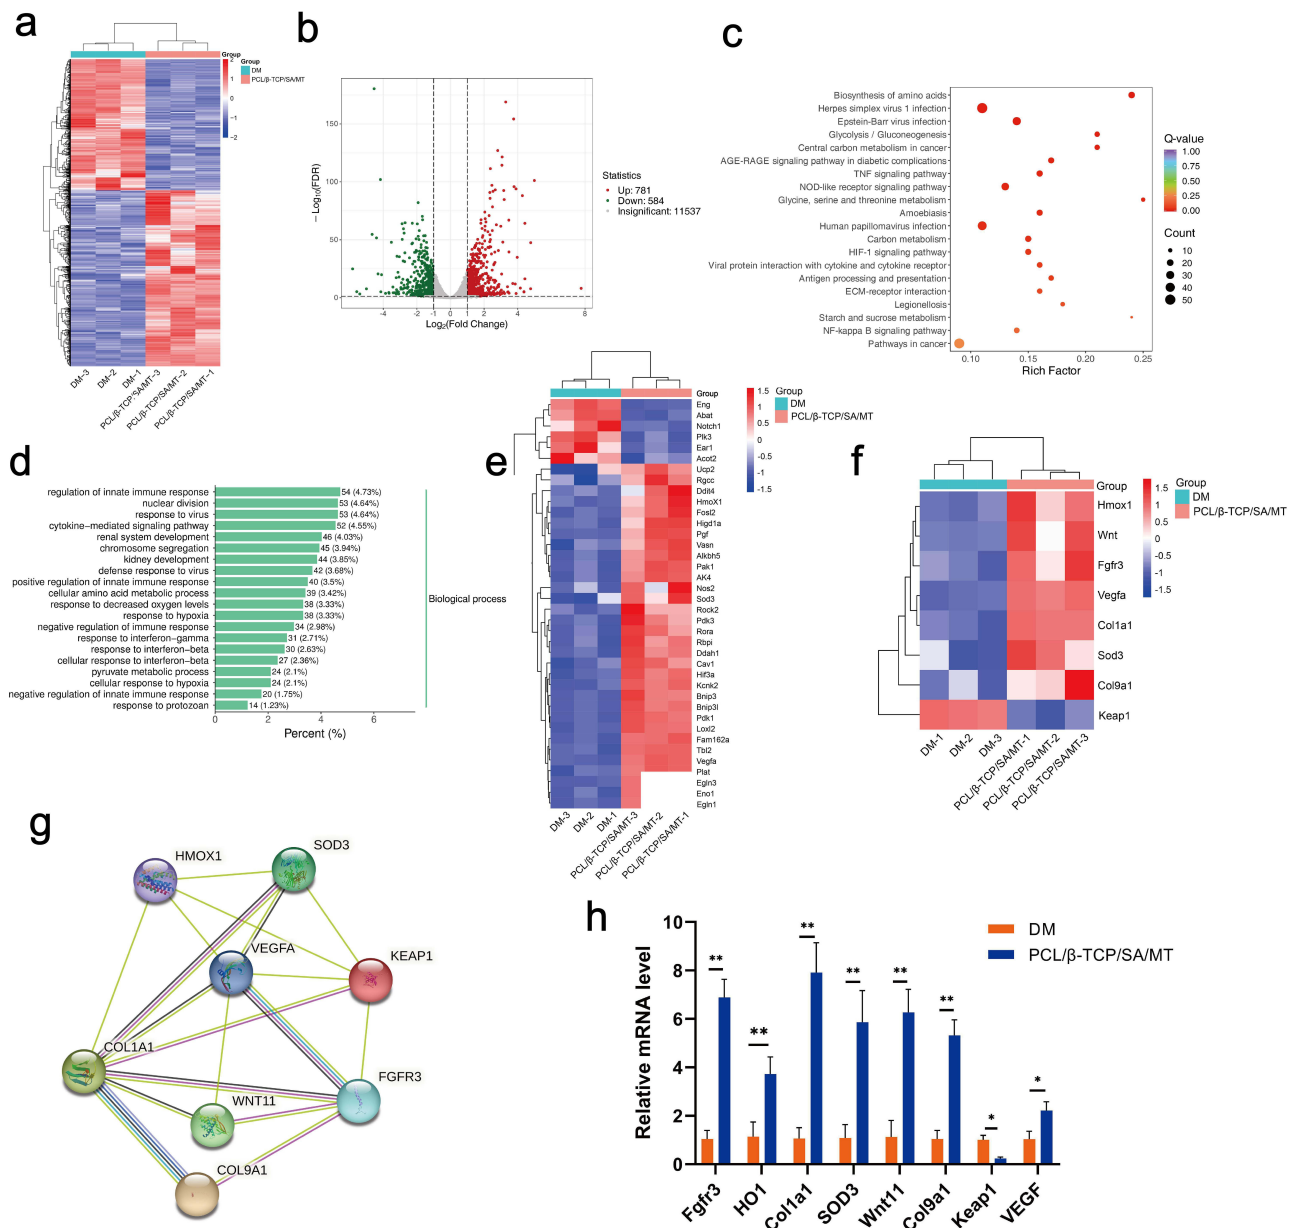 a
Group
Group
DM
PCL/β-TCP/SA/MT
2
1
0
−1
−2
DM-3
DM-2
DM-1
PCL/β-TCP/SA/MT-3
PCL/β-TCP/SA/MT-2
PCL/β-TCP/SA/MT-1
b
− Log10(FDR)
150
100
50
0
-4
-2
-1
0
1
2
4
8
Log2(Fold Change)
Statistics
Up: 781
Down: 584
Insignificant: 11537
c
Biosynthesis of amino acids
Herpes simplex virus 1 infection
Epstein-Barr virus infection
Glycolysis / Gluconeogenesis
Central carbon metabolism in cancer
AGE-RAGE signaling pathway in diabetic complications
TNF signaling pathway
NOD-like receptor signaling pathway
Glycine, serine and threonine metabolism
Amoebiasis
Human papillomavirus infection
Carbon metabolism
HIF-1 signaling pathway
Viral protein interaction with cytokine and cytokine receptor
Antigen processing and presentation
ECM-receptor interaction
Legionellosis
Starch and sucrose metabolism
NF-kappa B signaling pathway
Pathways in cancer
0.10
0.15
0.20
0.25
Rich Factor
Q-value
1.00
0.75
0.50
0.25
0.00
Count
10
20
30
40
50
d
regulation of innate immune response 54 (4.73%)
nuclear division 53 (4.64%)
response to virus 53 (4.64%)
cytokine−mediated signaling pathway 52 (4.55%)
renal system development 46 (4.03%)
chromosome segregation 45 (3.94%)
kidney development 44 (3.85%)
defense response to virus 42 (3.68%)
positive regulation of innate immune response 40 (3.5%)
cellular amino acid metabolic process 39 (3.42%)
response to decreased oxygen levels 38 (3.33%)
response to hypoxia 38 (3.33%)
negative regulation of innate immune response 34 (2.98%)
response to interferon−gamma 31 (2.71%)
response to interferon−beta 30 (2.63%)
cellular response to interferon−beta 27 (2.36%)
pyruvate metabolic process 24 (2.1%)
cellular response to hypoxia 24 (2.1%)
negative regulation of innate immune response 20 (1.75%)
response to protozoan 14 (1.23%)
Biological process
0
2
4
6
Percent (%)
e
Group
Eng
Abat
Notch1
Plk3
Ear1
Acot2
Ucp2
Rgcc
Ddit4
HmoX1
Fosl2
Higd1a
Pgf
Vasn
Alkbh5
Pak1
AK4
Nos2
Sod3
Rock2
Pdk3
Rora
Rbpi
Ddah1
Cav1
Hif3a
Kcnk2
Bnip3
Bnip3l
Pdk1
Loxl2
Fam162a
Tbl2
Vegfa
Plat
Egln3
Eno1
Egln1
1.5
1
0.5
0
-0.5
-1
-1.5
Group
DM
PCL/β-TCP/SA/MT
DM-3
DM-2
DM-1
PCL/β-TCP/SA/MT-3
PCL/β-TCP/SA/MT-2
PCL/β-TCP/SA/MT-1
f
Group
Hmox1
Wnt
Fgfr3
Vegfa
Col1a1
Sod3
Col9a1
Keap1
1.5
1
0.5
0
-0.5
-1
-1.5
Group
DM
PCL/β-TCP/SA/MT
DM-1
DM-2
DM-3
PCL/β-TCP/SA/MT-1
PCL/β-TCP/SA/MT-2
PCL/β-TCP/SA/MT-3
g
HMOX1
SOD3
VEGFA
KEAP1
COL1A1
FGFR3
WNT11
COL9A1
h
Relative mRNA level
10
8
6
4
2
0
**
**
**
**
**
**
*
*
Fgfr3
HO1
Col1a1
SOD3
Wnt11
Col9a1
Keap1
VEGF
DM
PCL/β-TCP/SA/MT